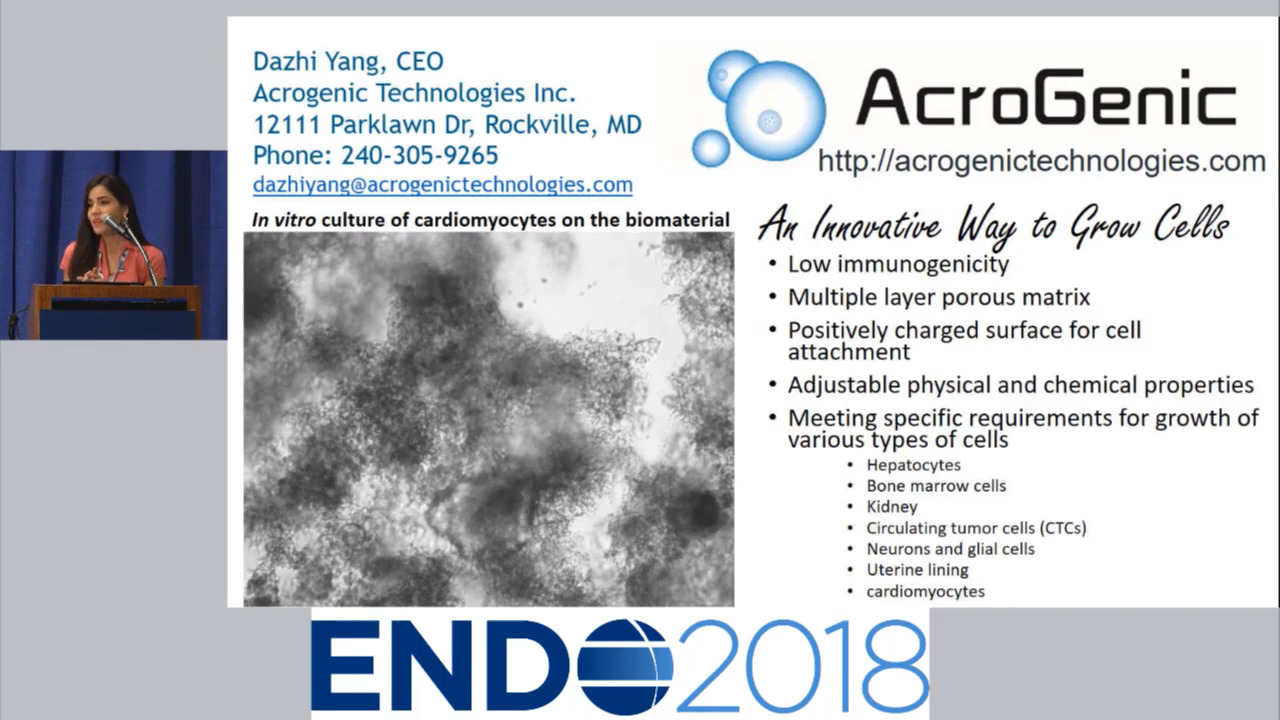 Dazhi Yang, CEO
Acrogenic Technologies Inc.
12111 Parklawn Dr, Rockville, MD
Phone: 240-305-9265
dazhiyang@acrogenictechnologies.com
In vitro culture of cardiomyocytes on the biomaterial
AcroGenic
http://acrogenictechnologies.com
An Innovative Way to Grow Cells
• Low immunogenicity
• Multiple layer porous matrix
• Positively charged surface for cell
attachment
• Adjustable physical and chemical properties
• Meeting specific requirements for growth of
various types of cells
• Hepatocytes
• Bone marrow cells
• Kidney
• Circulating tumor cells (CTCs)
• Neurons and glial cells
• Uterine lining
• cardiomyocytes
ENDO2018